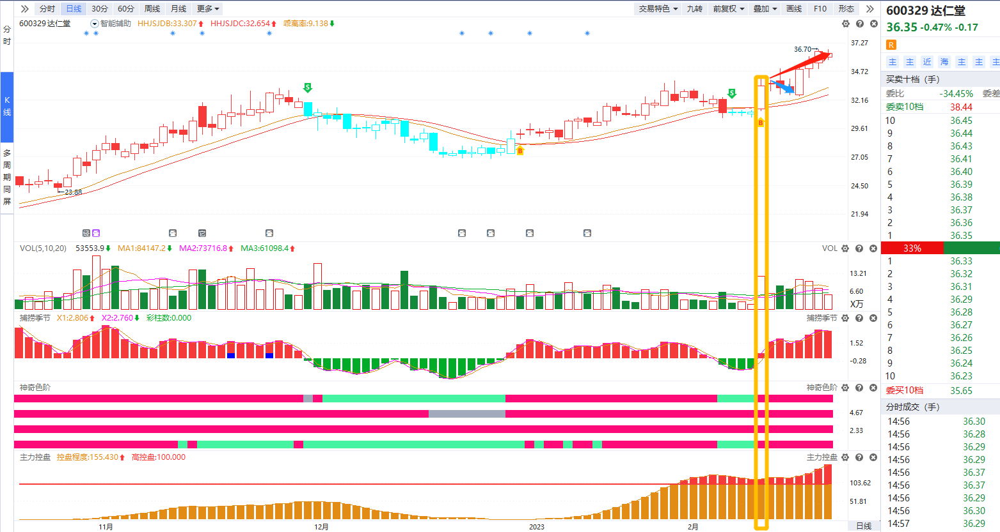 分时 日线 30分 60分 周线 月线 更多 交易特色 九转 前复权 叠加 画线 F10 形态
600329 达仁堂 智能辅助 HHJSJDB:33.307 HHJSJDC:32.654 乖离率:9.138
分时
K线
多周期同屏
36.70
S
S
B
B
23.88
37.27
34.72
32.16
29.61
27.05
24.50
21.94
VOL(5,10,20) 53553.9 MA1:84147.2 MA2:73716.8 MA3:61098.4 VOL
13.21
6.60
X万
捕捞季节 X1:2.806 X2:2.760 彩柱数:0.000 捕捞季节
1.52
-0.28
神奇色阶 神奇色阶
4.67
2.33
主力控盘 控盘程度:155.430 高控盘:100.000 主力控盘
103.62
51.81
11月 12月 2023 2月 日线
600329 达仁堂
36.35 -0.47% -0.17
R
主 主 近 海 主 主 主
买卖十档（手）
委比 -34.45% 委差
委卖10档 38.44
10 36.45
9 36.44
8 36.43
7 36.41
6 36.40
5 36.39
4 36.38
3 36.37
2 36.36
1 36.35
33%
1 36.33
2 36.32
3 36.31
4 36.29
5 36.28
6 36.27
7 36.26
8 36.25
9 36.24
10 36.23
委买10档 35.65
分时成交（手）
14:56 36.30
14:56 36.28
14:56 36.29
14:56 36.29
14:56 36.37
14:56 36.37
14:56 36.29
14:56 36.30
14:57 36.29